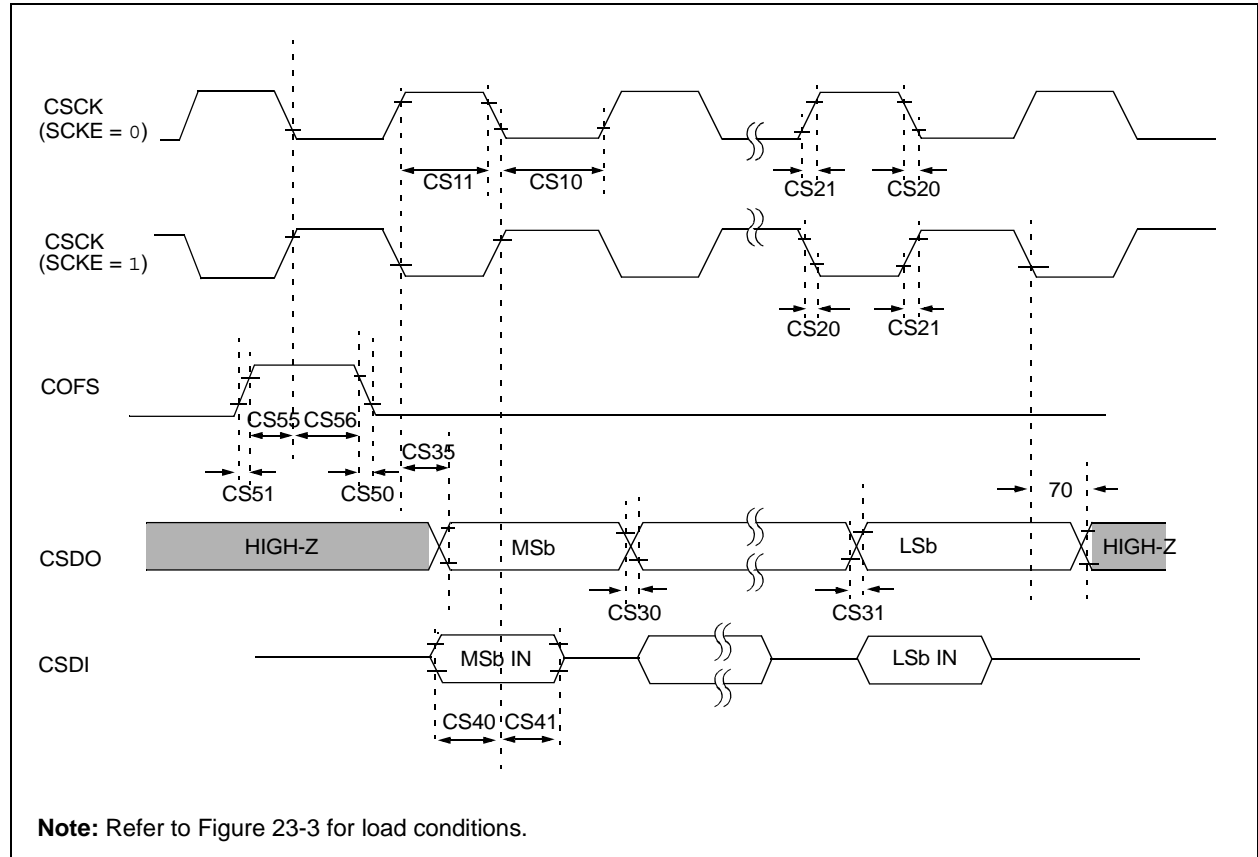 CSCK
(SCKE = 0)
CS11 CS10 CS21 CS20
CSCK
(SCKE = 1)
CS20 CS21
COFS
CS55 CS56
CS35
CS51 CS50 70
CSDO HIGH-Z MSb LSb HIGH-Z
CS30 CS31
CSDI MSb IN LSb IN
CS40 CS41
Note: Refer to Figure 23-3 for load conditions.